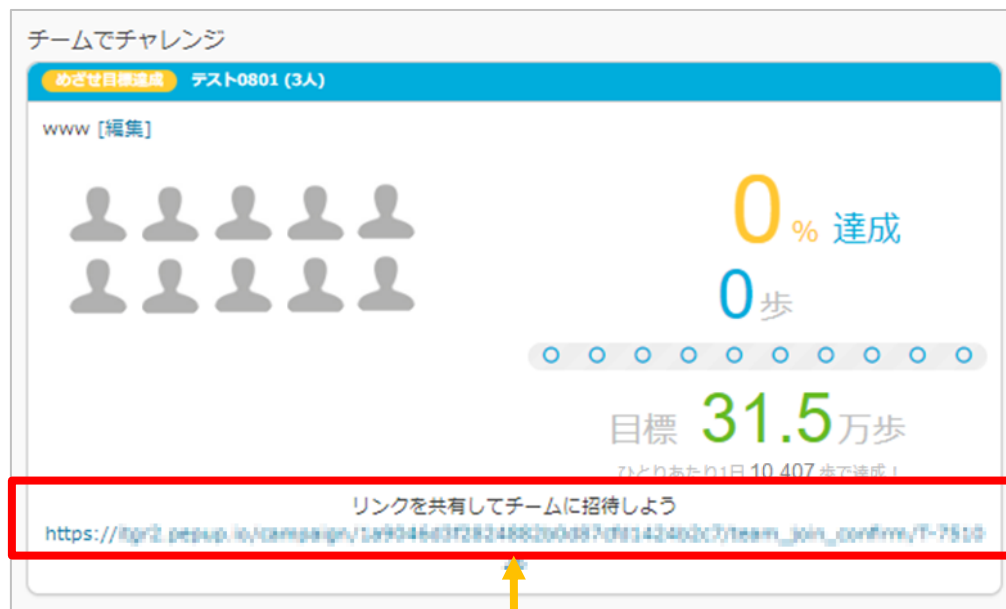 チームでチャレンジ
めざせ目標達成 テスト0801 (3人)
www [編集]
0 % 達成
0 歩
目標 31.5万歩
ひとりあたり1日 10,407 歩で達成！
リンクを共有してチームに招待しよう
https://